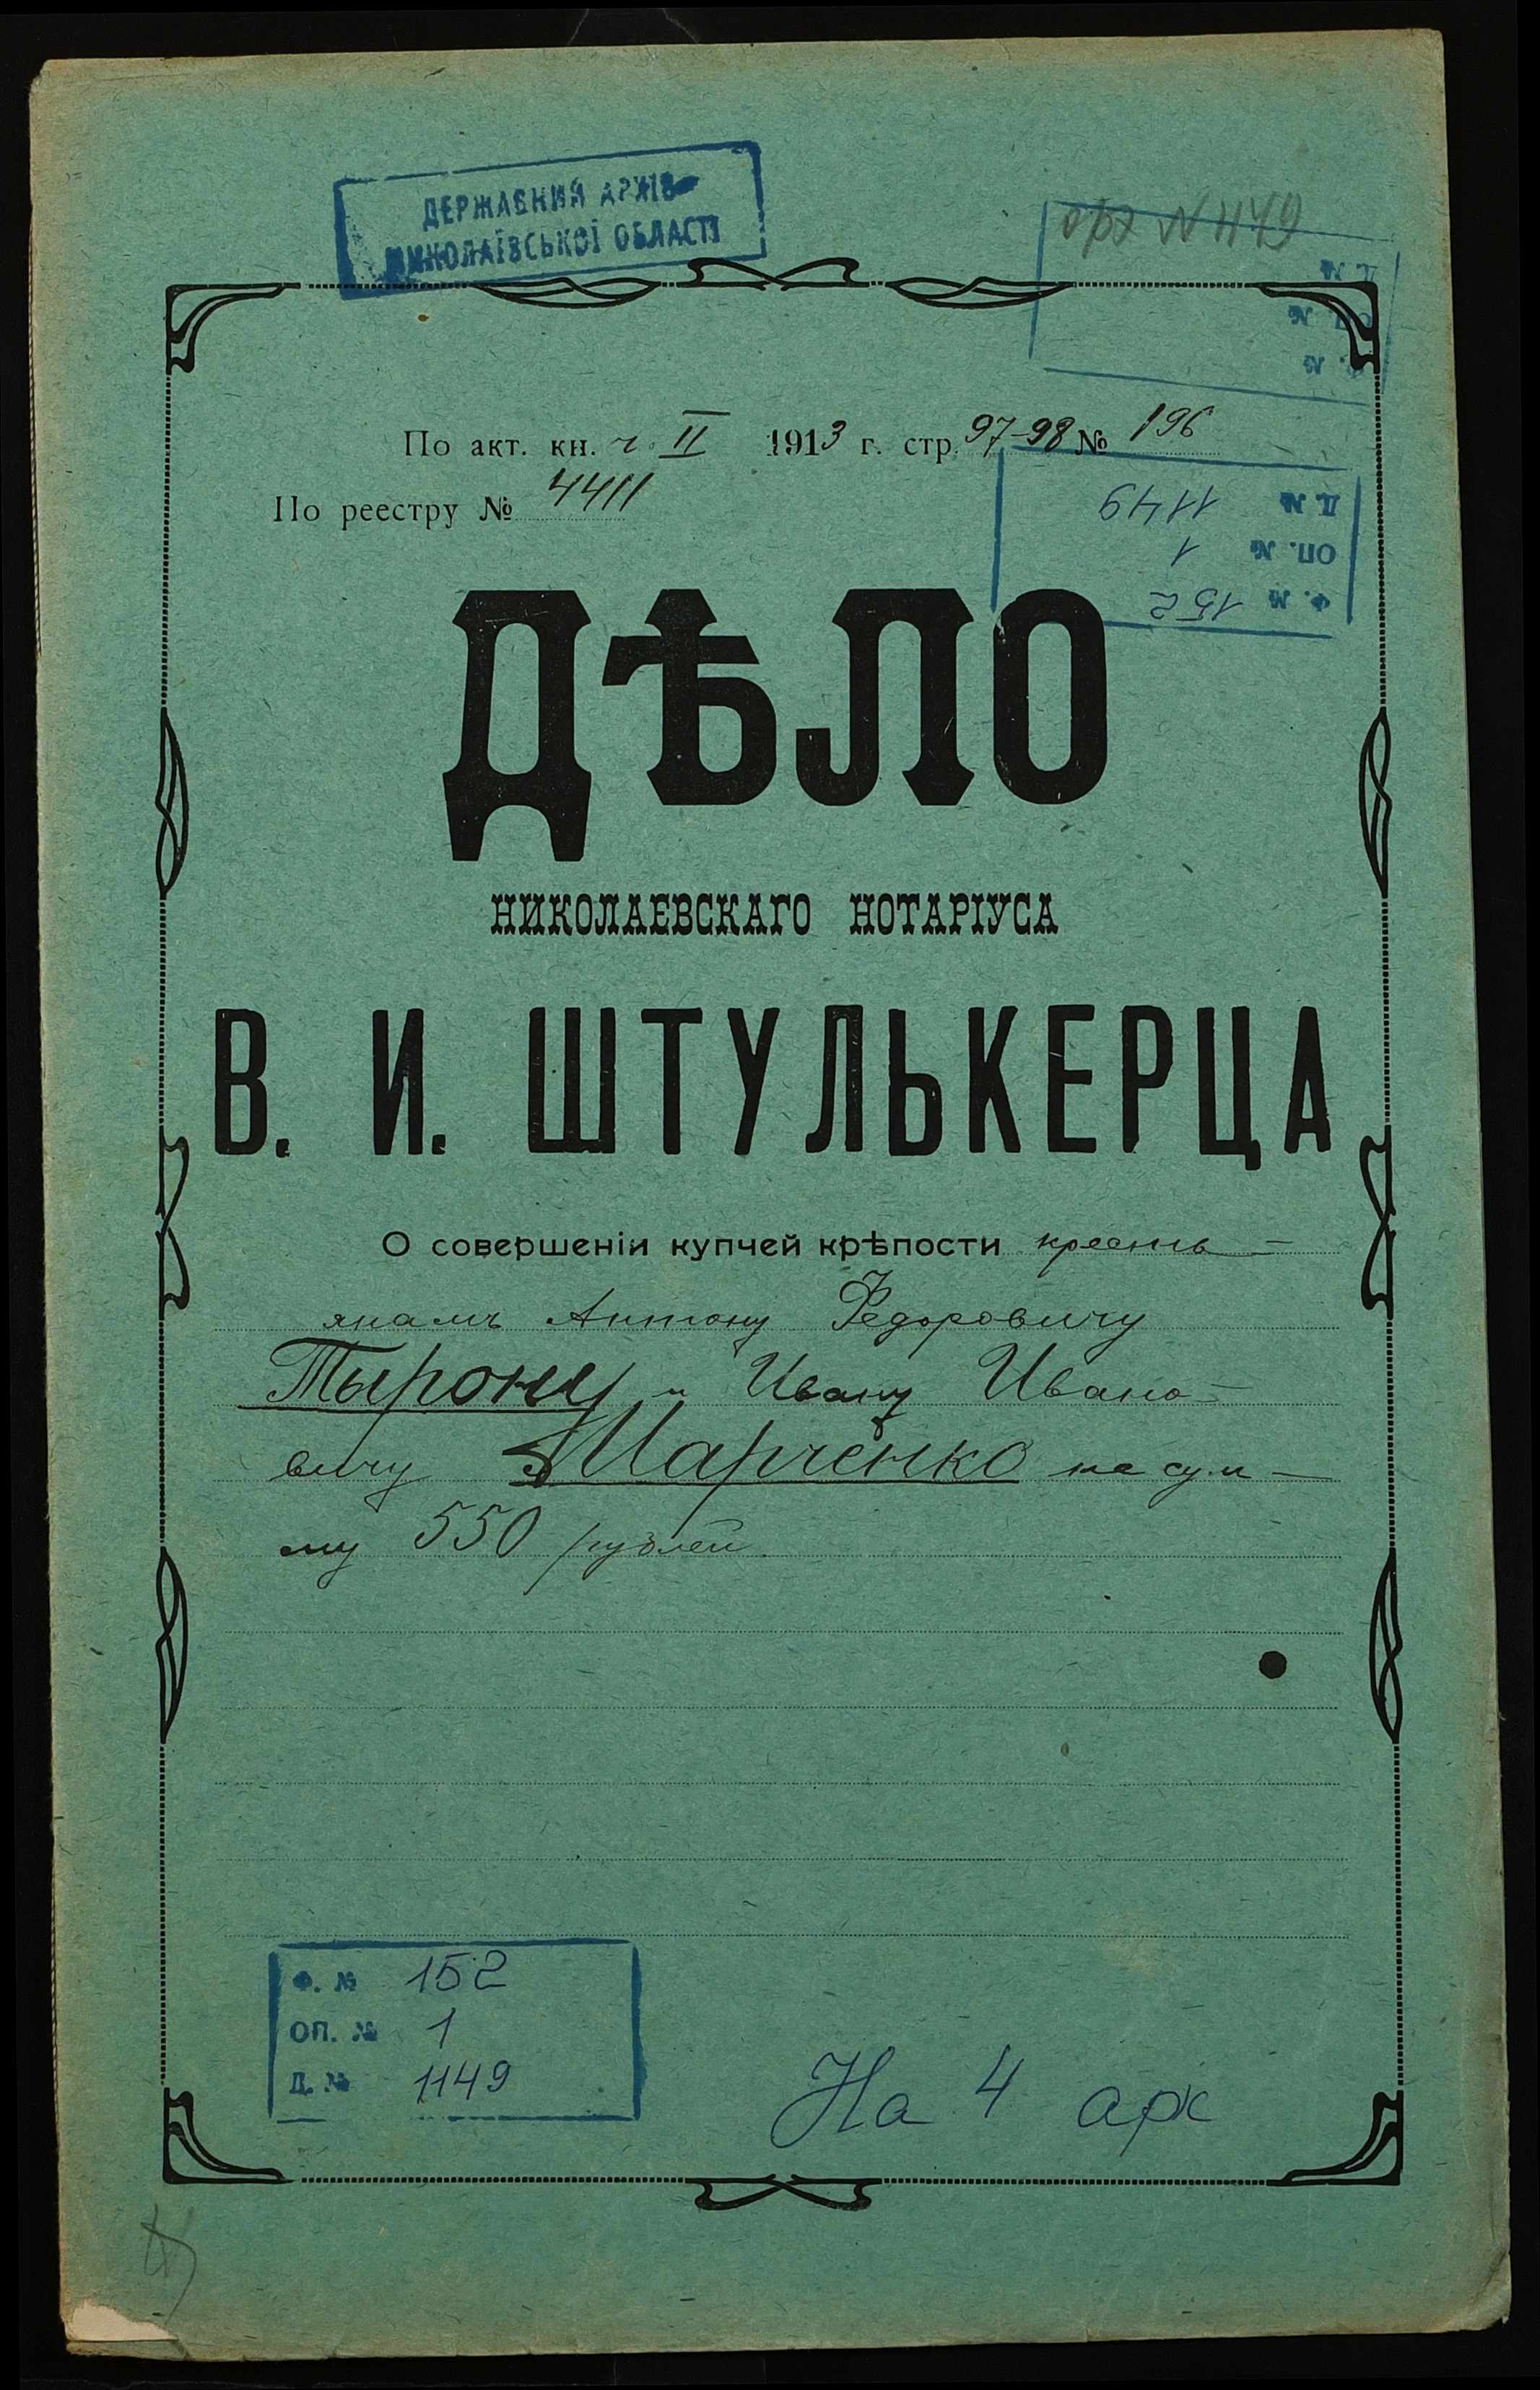 ДЕРЖАВНИЙ АРХІВ
МИКОЛАЇВСЬКОЇ ОБЛАСТІ
Д. №
ОП. №
Ф. №
По акт. кн. ч. II 1913 г. стр. 97-98 № 196
По реестру № 4411
Д. № 1149
ОП. № 1
Ф. № 152
ДѢЛО
НИКОЛАЕВСКАГО НОТАРІУСА
В. И. ШТУЛЬКЕРЦА
О совершеніи купчей крѣпости кресть-
янамъ Антону Федоровичу
Тырону и Ивану Ивано-
вичу Марченко на сум-
му 550 рублей.
Ф. № 152
ОП. № 1
Д. № 1149
На 4 арк